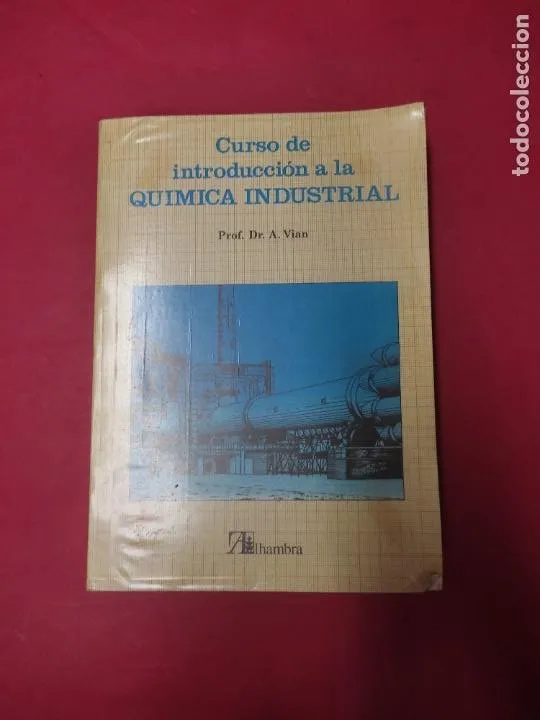 Curso de
introducción a la
QUIMICA INDUSTRIAL
Prof. Dr. A. Vian
Alhambra
todocoleccion